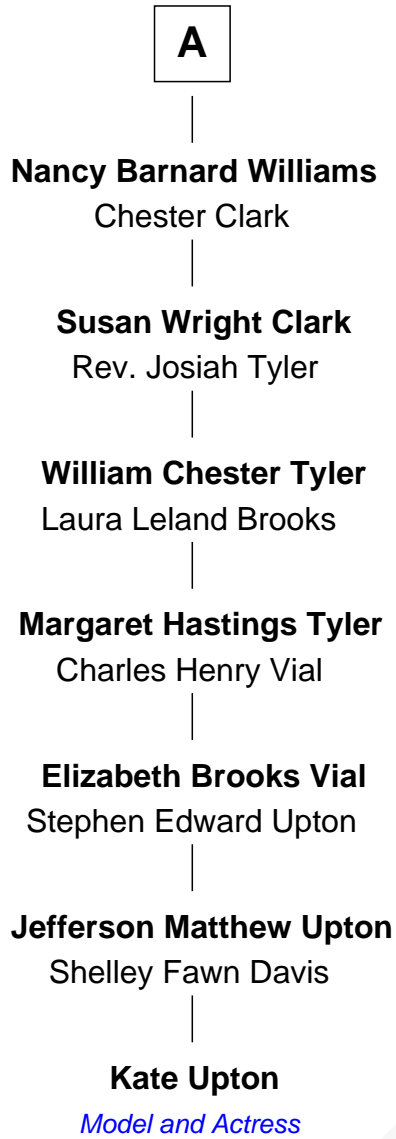 A
Nancy Barnard Williams
Chester Clark
Susan Wright Clark
Rev. Josiah Tyler
William Chester Tyler
Laura Leland Brooks
Margaret Hastings Tyler
Charles Henry Vial
Elizabeth Brooks Vial
Stephen Edward Upton
Jefferson Matthew Upton
Shelley Fawn Davis
Kate Upton
Model and Actress